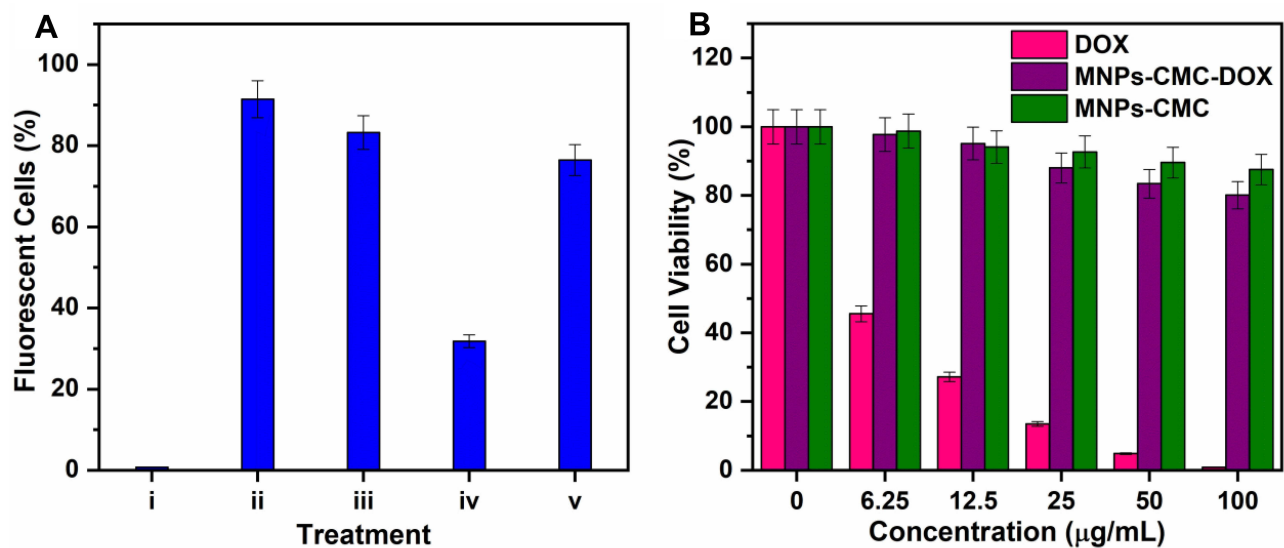 A
Fluorescent Cells (%)
100
80
60
40
20
0
i ii iii iv v
Treatment
B
Cell Viability (%)
120
100
80
60
40
20
0
DOX
MNPs-CMC-DOX
MNPs-CMC
0 6.25 12.5 25 50 100
Concentration (μg/mL)